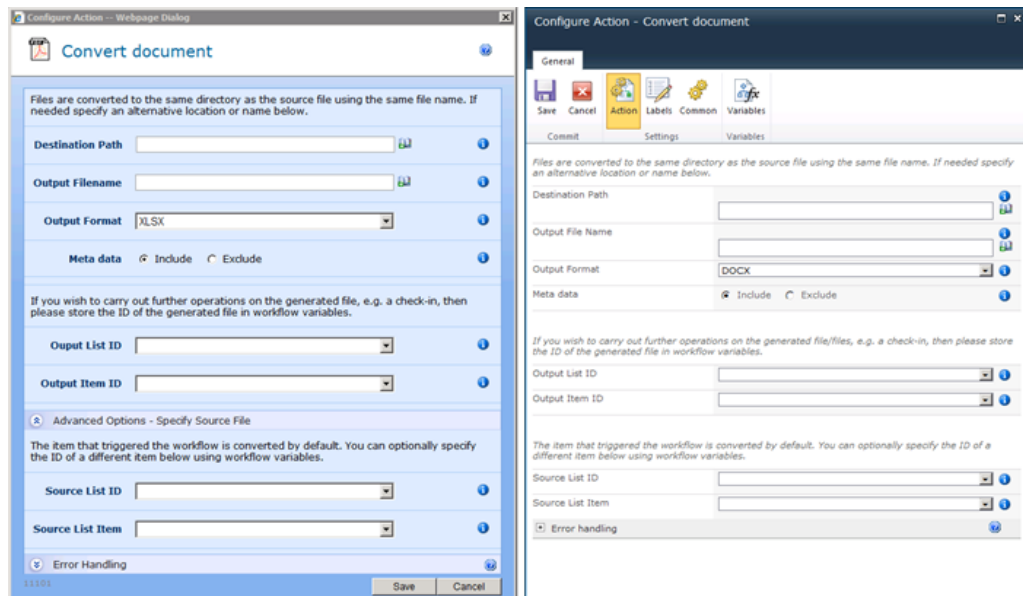 Configure Action -- Webpage Dialog
Convert document
Files are converted to the same directory as the source file using the same file name. If
needed specify an alternative location or name below.
Destination Path
Output Filename
Output Format XLSX
Meta data Include Exclude
If you wish to carry out further operations on the generated file, e.g. a check-in, then
please store the ID of the generated file in workflow variables.
Ouput List ID
Output Item ID
Advanced Options - Specify Source File
The item that triggered the workflow is converted by default. You can optionally specify
the ID of a different item below using workflow variables.
Source List ID
Source List Item
Error Handling
11101
Save Cancel
Configure Action - Convert document
General
Save Cancel Action Labels Common Variables
Commit Settings Variables
Files are converted to the same directory as the source file using the same file name. If needed specify
an alternative location or name below.
Destination Path
Output File Name
Output Format DOCX
Meta data Include Exclude
If you wish to carry out further operations on the generated file/files, e.g. a check-in, then please store
the ID of the generated file in workflow variables.
Output List ID
Output Item ID
The item that triggered the workflow is converted by default. You can optionally specify the ID of a
different item below using workflow variables.
Source List ID
Source List Item
Error handling